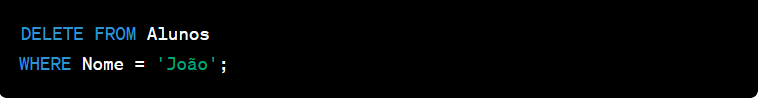 DELETE FROM Alunos
WHERE Nome = 'João';